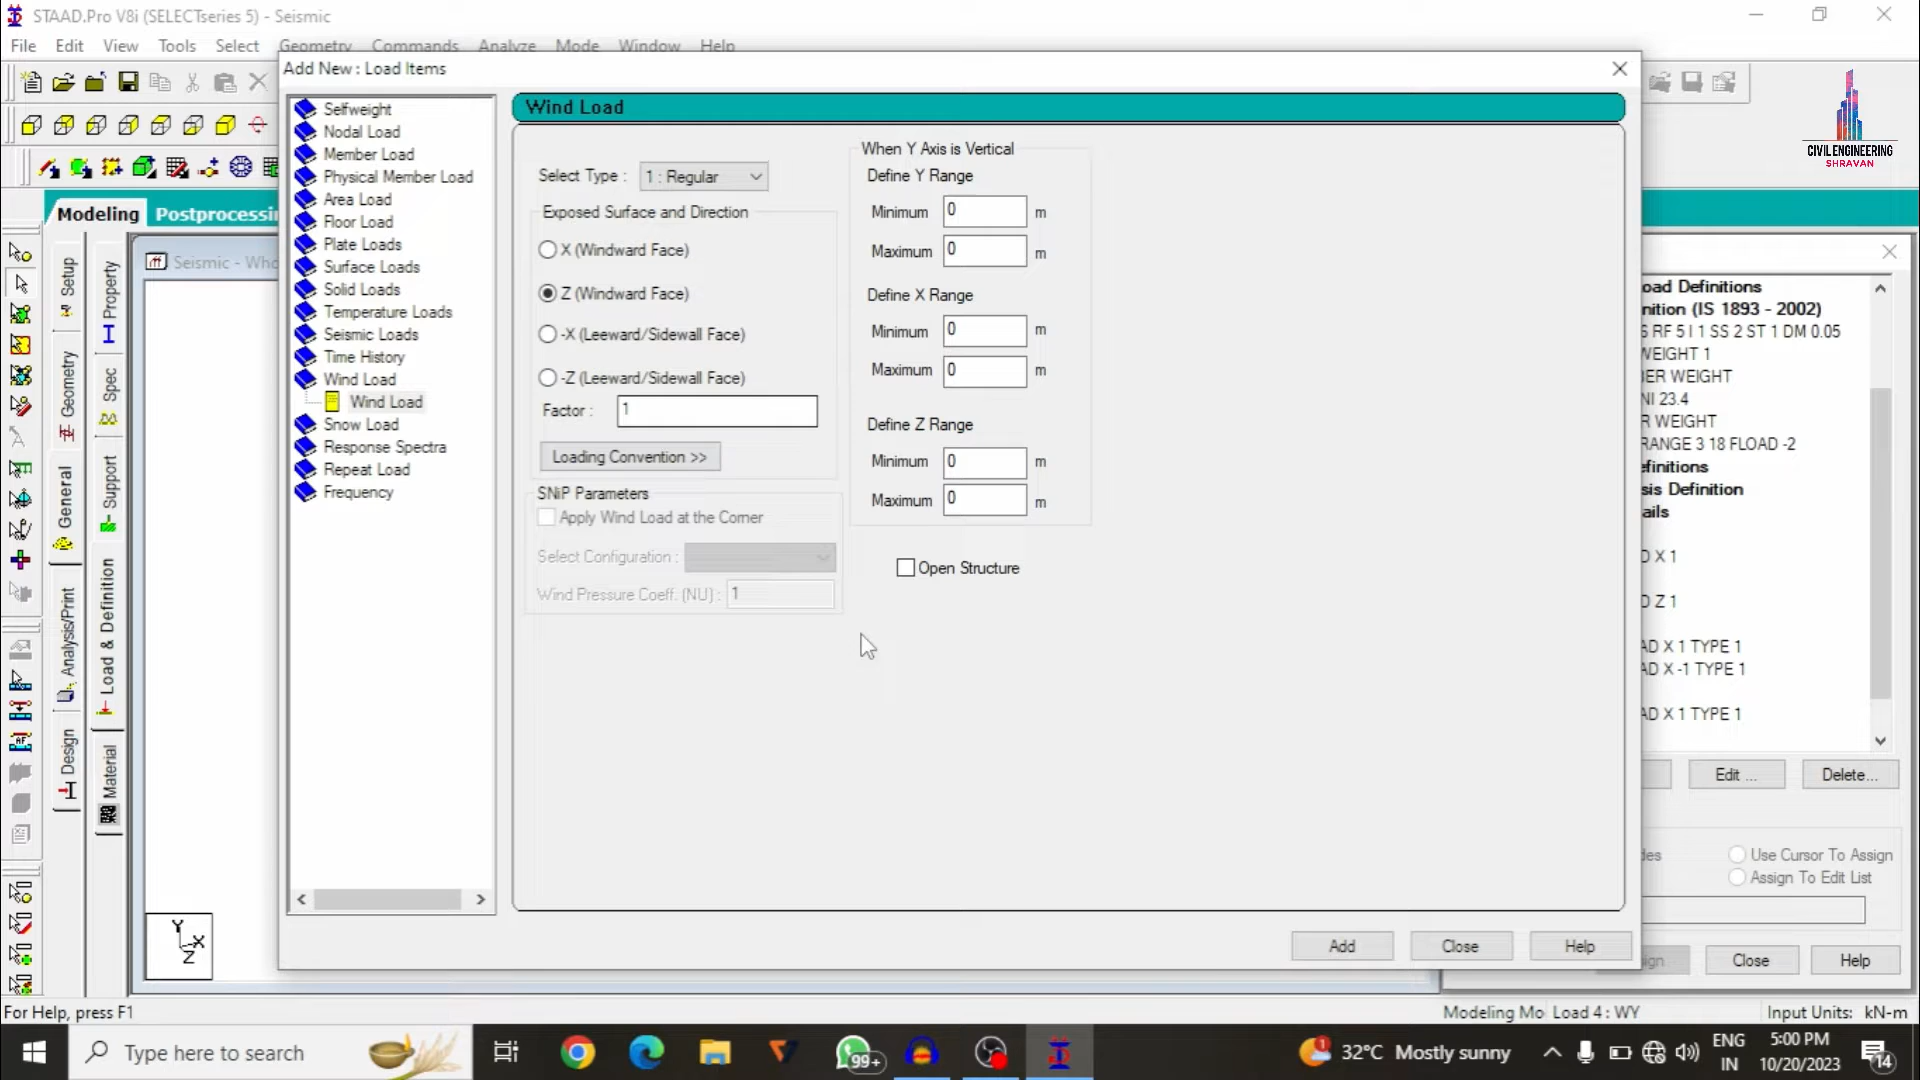 STAAD.Pro V8i (SELECTseries 5) - Seismic
File Edit View Tools Select Geometry Commands Analyze Mode Window Help
Add New : Load Items
CIVIL ENGINEERING
SHRAVAN
Modeling
Postprocessin
Setup
Geometry
General
Analysis/Print
Design
Property
Spec
Support
Load & Definition
Material
Seismic - Who
Y
X
Z
Selfweight
Nodal Load
Member Load
Physical Member Load
Area Load
Floor Load
Plate Loads
Surface Loads
Solid Loads
Temperature Loads
Seismic Loads
Time History
Wind Load
Wind Load
Snow Load
Response Spectra
Repeat Load
Frequency
Wind Load
Select Type : 1 : Regular
Exposed Surface and Direction
X (Windward Face)
Z (Windward Face)
-X (Leeward/Sidewall Face)
-Z (Leeward/Sidewall Face)
Factor : 1
Loading Convention >>
SNiP Parameters
Apply Wind Load at the Corner
Select Configuration :
Wind Pressure Coeff. (NU) : 1
When Y Axis is Vertical
Define Y Range
Minimum 0 m
Maximum 0 m
Define X Range
Minimum 0 m
Maximum 0 m
Define Z Range
Minimum 0 m
Maximum 0 m
Open Structure
Add Close Help
oad Definitions
nition (IS 1893 - 2002)
S RF 5 I 1 SS 2 ST 1 DM 0.05
WEIGHT 1
BER WEIGHT
NI 23.4
R WEIGHT
RANGE 3 18 FLOAD -2
efinitions
sis Definition
ails
D X 1
D Z 1
AD X 1 TYPE 1
AD X -1 TYPE 1
AD X 1 TYPE 1
Edit ... Delete...
des Use Cursor To Assign
Assign To Edit List
ign Close Help
For Help, press F1 Modeling Mo Load 4 : WY Input Units: kN-m
Type here to search 99+ 1 32°C Mostly sunny ENG IN 5:00 PM 10/20/2023 14